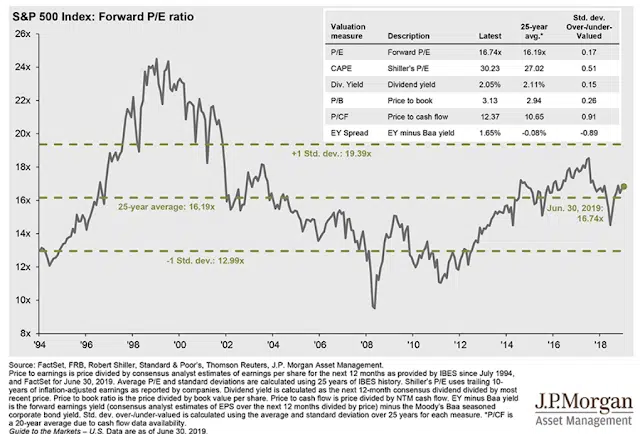 S&P 500 Index: Forward P/E ratio
Valuation measure Description Latest 25-year avg.* Std. dev. Over-/under-Valued
P/E Forward P/E 16.74x 16.19x 0.17
CAPE Shiller's P/E 30.23 27.02 0.51
Div. Yield Dividend yield 2.05% 2.11% 0.15
P/B Price to book 3.13 2.94 0.26
P/CF Price to cash flow 12.37 10.65 0.91
EY Spread EY minus Baa yield 1.65% -0.08% -0.89
26x
24x
22x
20x
18x
16x
14x
12x
10x
8x
+1 Std. dev.: 19.39x
25-year average: 16.19x
Jun. 30, 2019:
16.74x
-1 Std. dev.: 12.99x
'94 '96 '98 '00 '02 '04 '06 '08 '10 '12 '14 '16 '18
Source: FactSet, FRB, Robert Shiller, Standard & Poor's, Thomson Reuters, J.P. Morgan Asset Management.
Price to earnings is price divided by consensus analyst estimates of earnings per share for the next 12 months as provided by IBES since July 1994,
and FactSet for June 30, 2019. Average P/E and standard deviations are calculated using 25 years of IBES history. Shiller's P/E uses trailing 10-
years of inflation-adjusted earnings as reported by companies. Dividend yield is calculated as the next 12-month consensus dividend divided by most
recent price. Price to book ratio is the price divided by book value per share. Price to cash flow is price divided by NTM cash flow. EY minus Baa yield
is the forward earnings yield (consensus analyst estimates of EPS over the next 12 months divided by price) minus the Moody's Baa seasoned
corporate bond yield. Std. dev. over-/under-valued is calculated using the average and standard deviation over 25 years for each measure. *P/CF is
a 20-year average due to cash flow data availability.
Guide to the Markets – U.S. Data are as of June 30, 2019.
J.P.Morgan
Asset Management